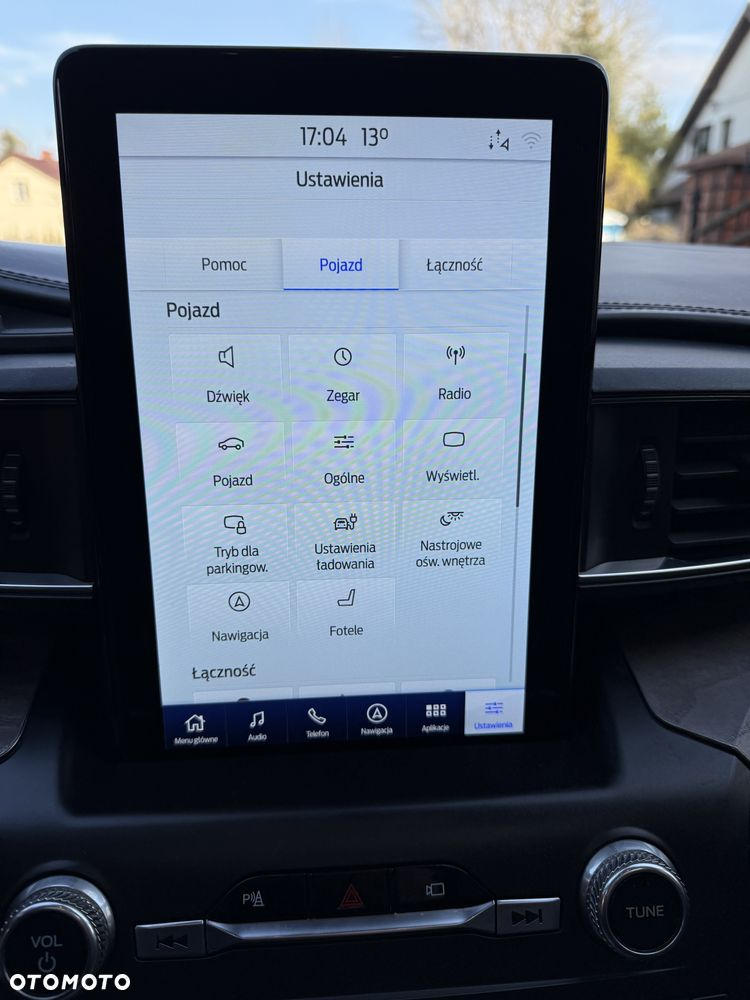 17:04 13°
Ustawienia
Pomoc Pojazd Łączność
Pojazd
Dźwięk Zegar Radio
Pojazd Ogólne Wyświetl.
Tryb dla
parkingow.
Ustawienia
ładowania
Nastrojowe
ośw. wnętrza
Nawigacja Fotele
Łączność
Menu główne Audio Telefon Nawigacja Aplikacje Ustawienia
P
VOL
TUNE
OTOMOTO